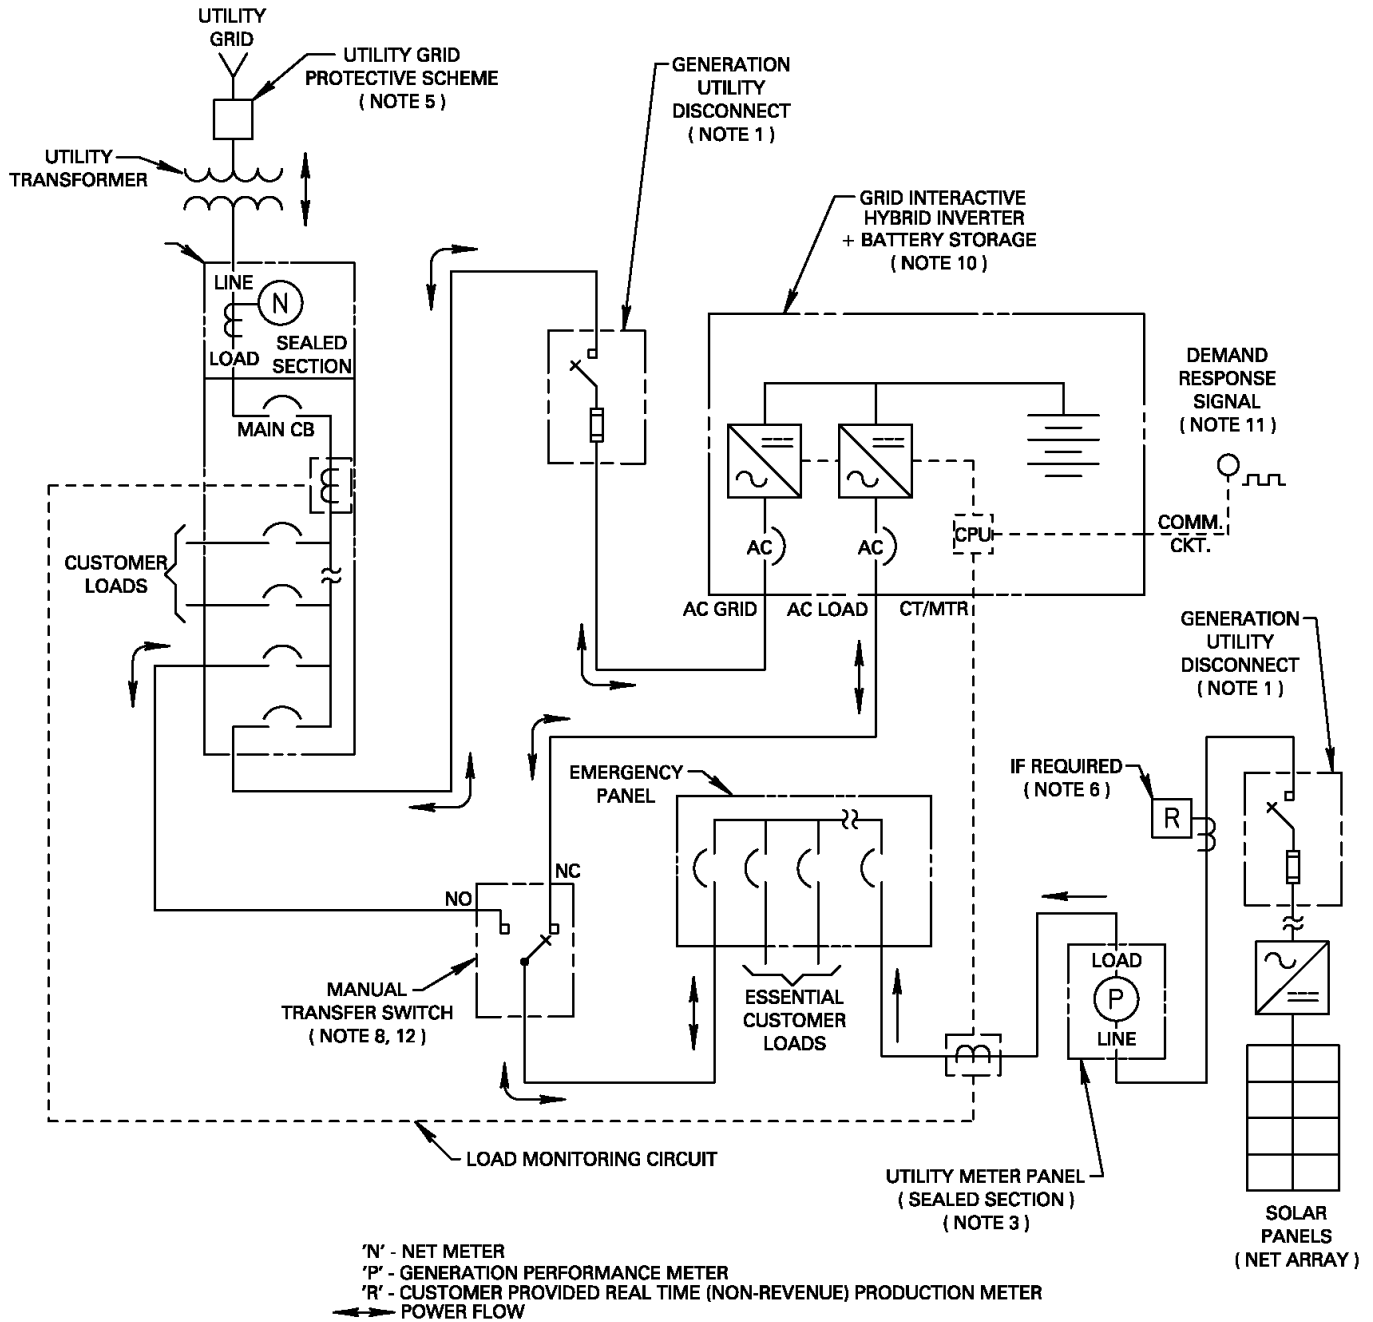 UTILITY
GRID
UTILITY GRID
PROTECTIVE SCHEME
( NOTE 5 )
UTILITY
TRANSFORMER
GENERATION
UTILITY
DISCONNECT
( NOTE 1 )
GRID INTERACTIVE
HYBRID INVERTER
+ BATTERY STORAGE
( NOTE 10 )
LINE
N
LOAD
SEALED
SECTION
MAIN CB
CUSTOMER
LOADS
DEMAND
RESPONSE
SIGNAL
( NOTE 11 )
COMM.
CKT.
CPU
AC
AC
AC GRID
AC LOAD
CT/MTR
GENERATION
UTILITY
DISCONNECT
( NOTE 1 )
IF REQUIRED
( NOTE 6 )
R
EMERGENCY
PANEL
NC
NO
MANUAL
TRANSFER SWITCH
( NOTE 8, 12 )
ESSENTIAL
CUSTOMER
LOADS
LOAD
P
LINE
LOAD MONITORING CIRCUIT
UTILITY METER PANEL
( SEALED SECTION )
( NOTE 3 )
SOLAR
PANELS
( NET ARRAY )
'N' - NET METER
'P' - GENERATION PERFORMANCE METER
'R' - CUSTOMER PROVIDED REAL TIME (NON-REVENUE) PRODUCTION METER
POWER FLOW